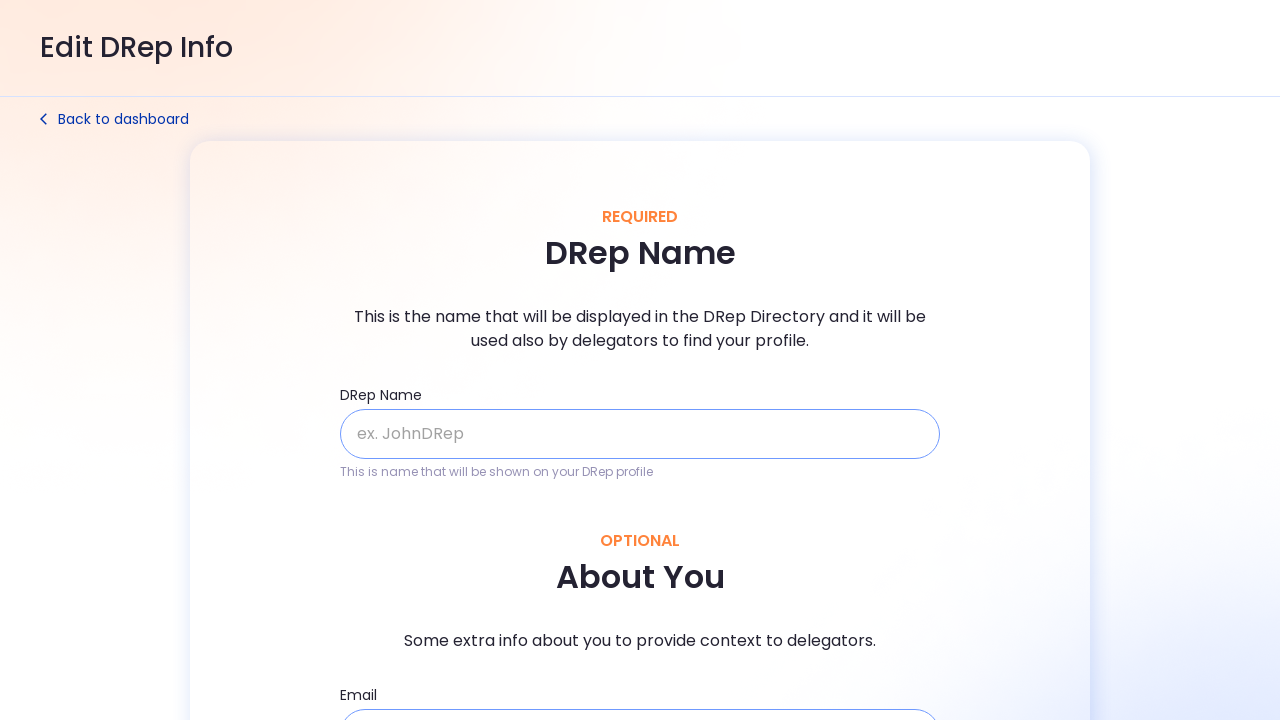 Edit DRep Info
Back to dashboard
REQUIRED
DRep Name
This is the name that will be displayed in the DRep Directory and it will be
used also by delegators to find your profile.
DRep Name
ex. JohnDRep
This is name that will be shown on your DRep profile
OPTIONAL
About You
Some extra info about you to provide context to delegators.
Email